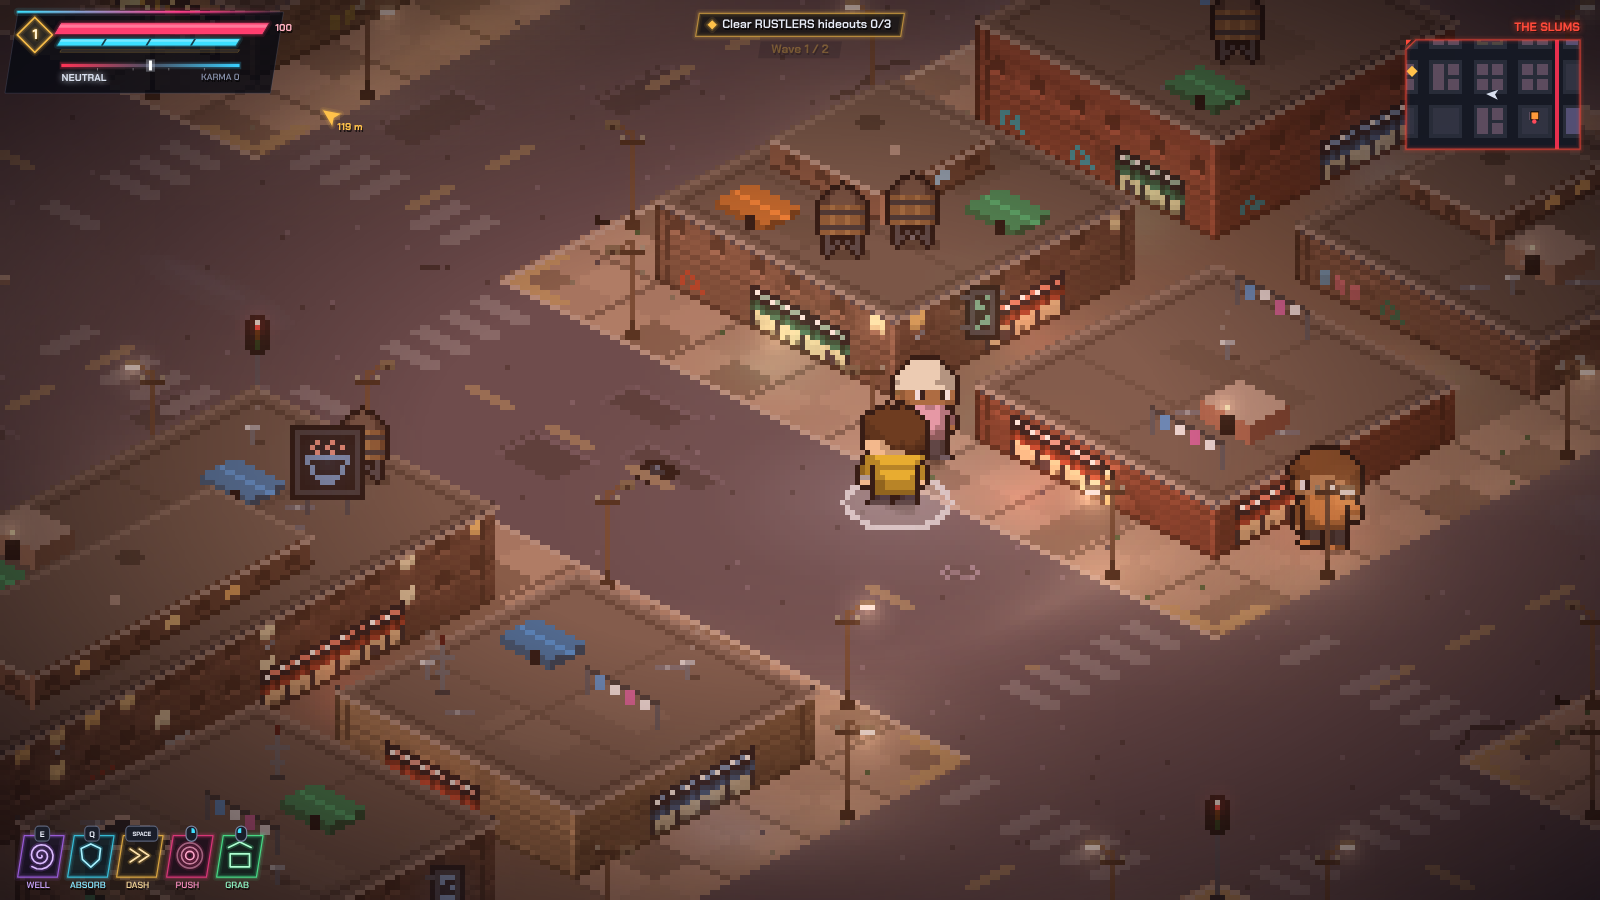 1
100
NEUTRAL
KARMA 0
Clear RUSTLERS hideouts 0/3
Wave 1 / 2
THE SLUMS
119 m
E
Q
SPACE
WELL
ABSORB
DASH
PUSH
GRAB